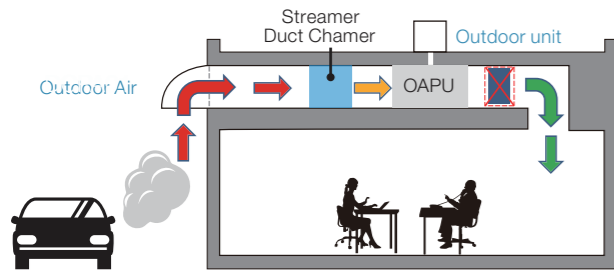 Streamer
Duct Chamer
Outdoor unit
Outdoor Air
OAPU